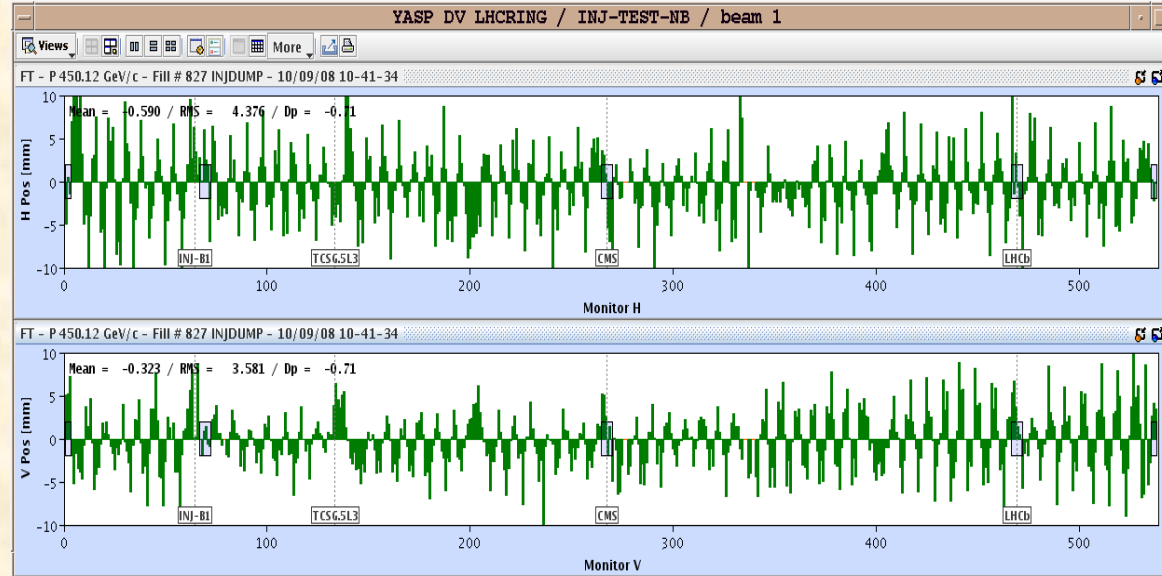 YASP DV LHCRING / INJ-TEST-NB / beam 1
Views More
FT - P 450.12 GeV/c - Fill # 827 INJDUMP - 10/09/08 10-41-34
Mean = -0.590 / RMS = 4.376 / Dp = -0.71
H Pos [mm]
10
5
0
-5
-10
INJ-B1 TCSG.5L3 CMS LHCb
0 100 200 300 400 500
Monitor H
FT - P 450.12 GeV/c - Fill # 827 INJDUMP - 10/09/08 10-41-34
Mean = -0.323 / RMS = 3.581 / Dp = -0.71
V Pos [mm]
10
5
0
-5
-10
INJ-B1 TCSG.5L3 CMS LHCb
0 100 200 300 400 500
Monitor V